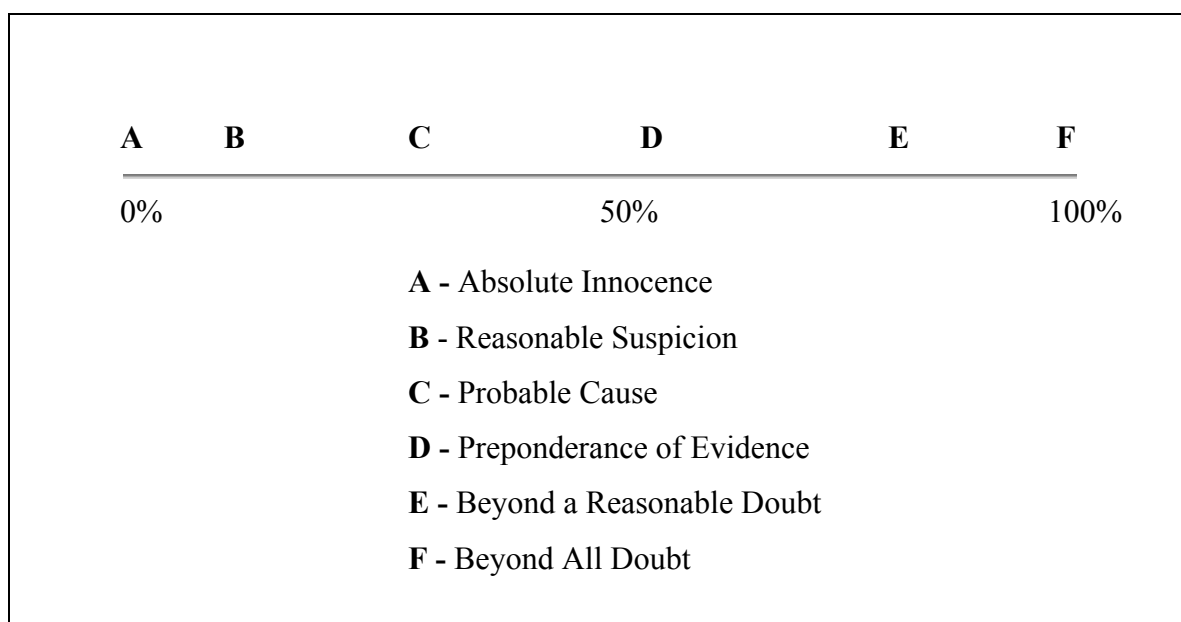 A B C D E F
0% 50% 100%
A - Absolute Innocence
B - Reasonable Suspicion
C - Probable Cause
D - Preponderance of Evidence
E - Beyond a Reasonable Doubt
F - Beyond All Doubt